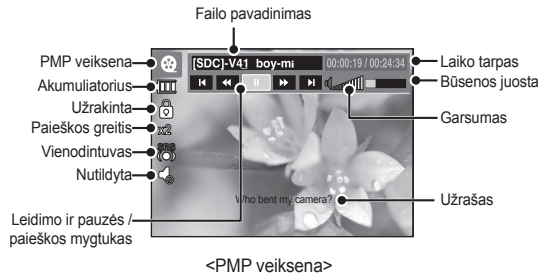 Failo pavadinimas
PMP veiksena
[SDC]-V41 boy-mi 00:00:19 / 00:24:34
Laiko tarpas
Akumuliatorius
Būsenos juosta
Užrakinta
Garsumas
Paieškos greitis
x2
Vienodintuvas
SRS
Nutildyta
Who bent my camera?
Užrašas
Leidimo ir pauzės /
paieškos mygtukas
<PMP veiksena>